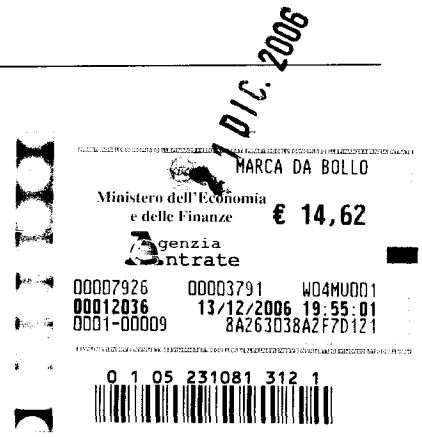 1 DIC. 2006
MARCA DA BOLLO
Ministero dell'Economia
e delle Finanze
€ 14,62
Agenzia
Entrate
00007926 00003791 W04MU001
00012036 13/12/2006 19:55:01
0001-00009 8A263038A2F7D121
0 1 05 231081 312 1